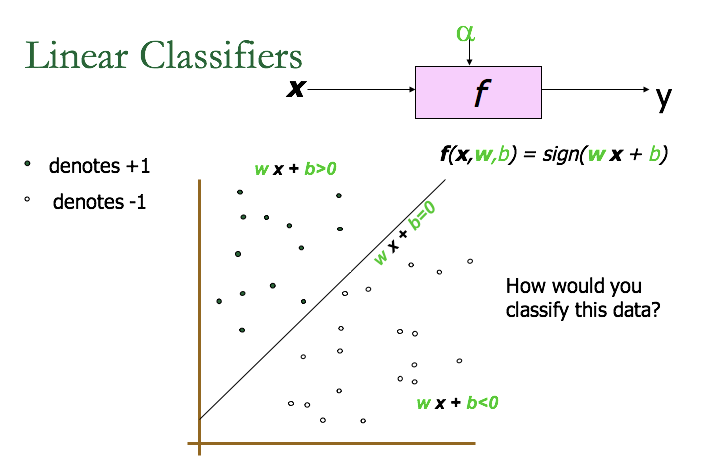 Linear Classifiers
α
x
f
y
f(x,w,b) = sign(w x + b)
denotes +1
denotes -1
w x + b>0
w x + b=0
How would you
classify this data?
w x + b<0